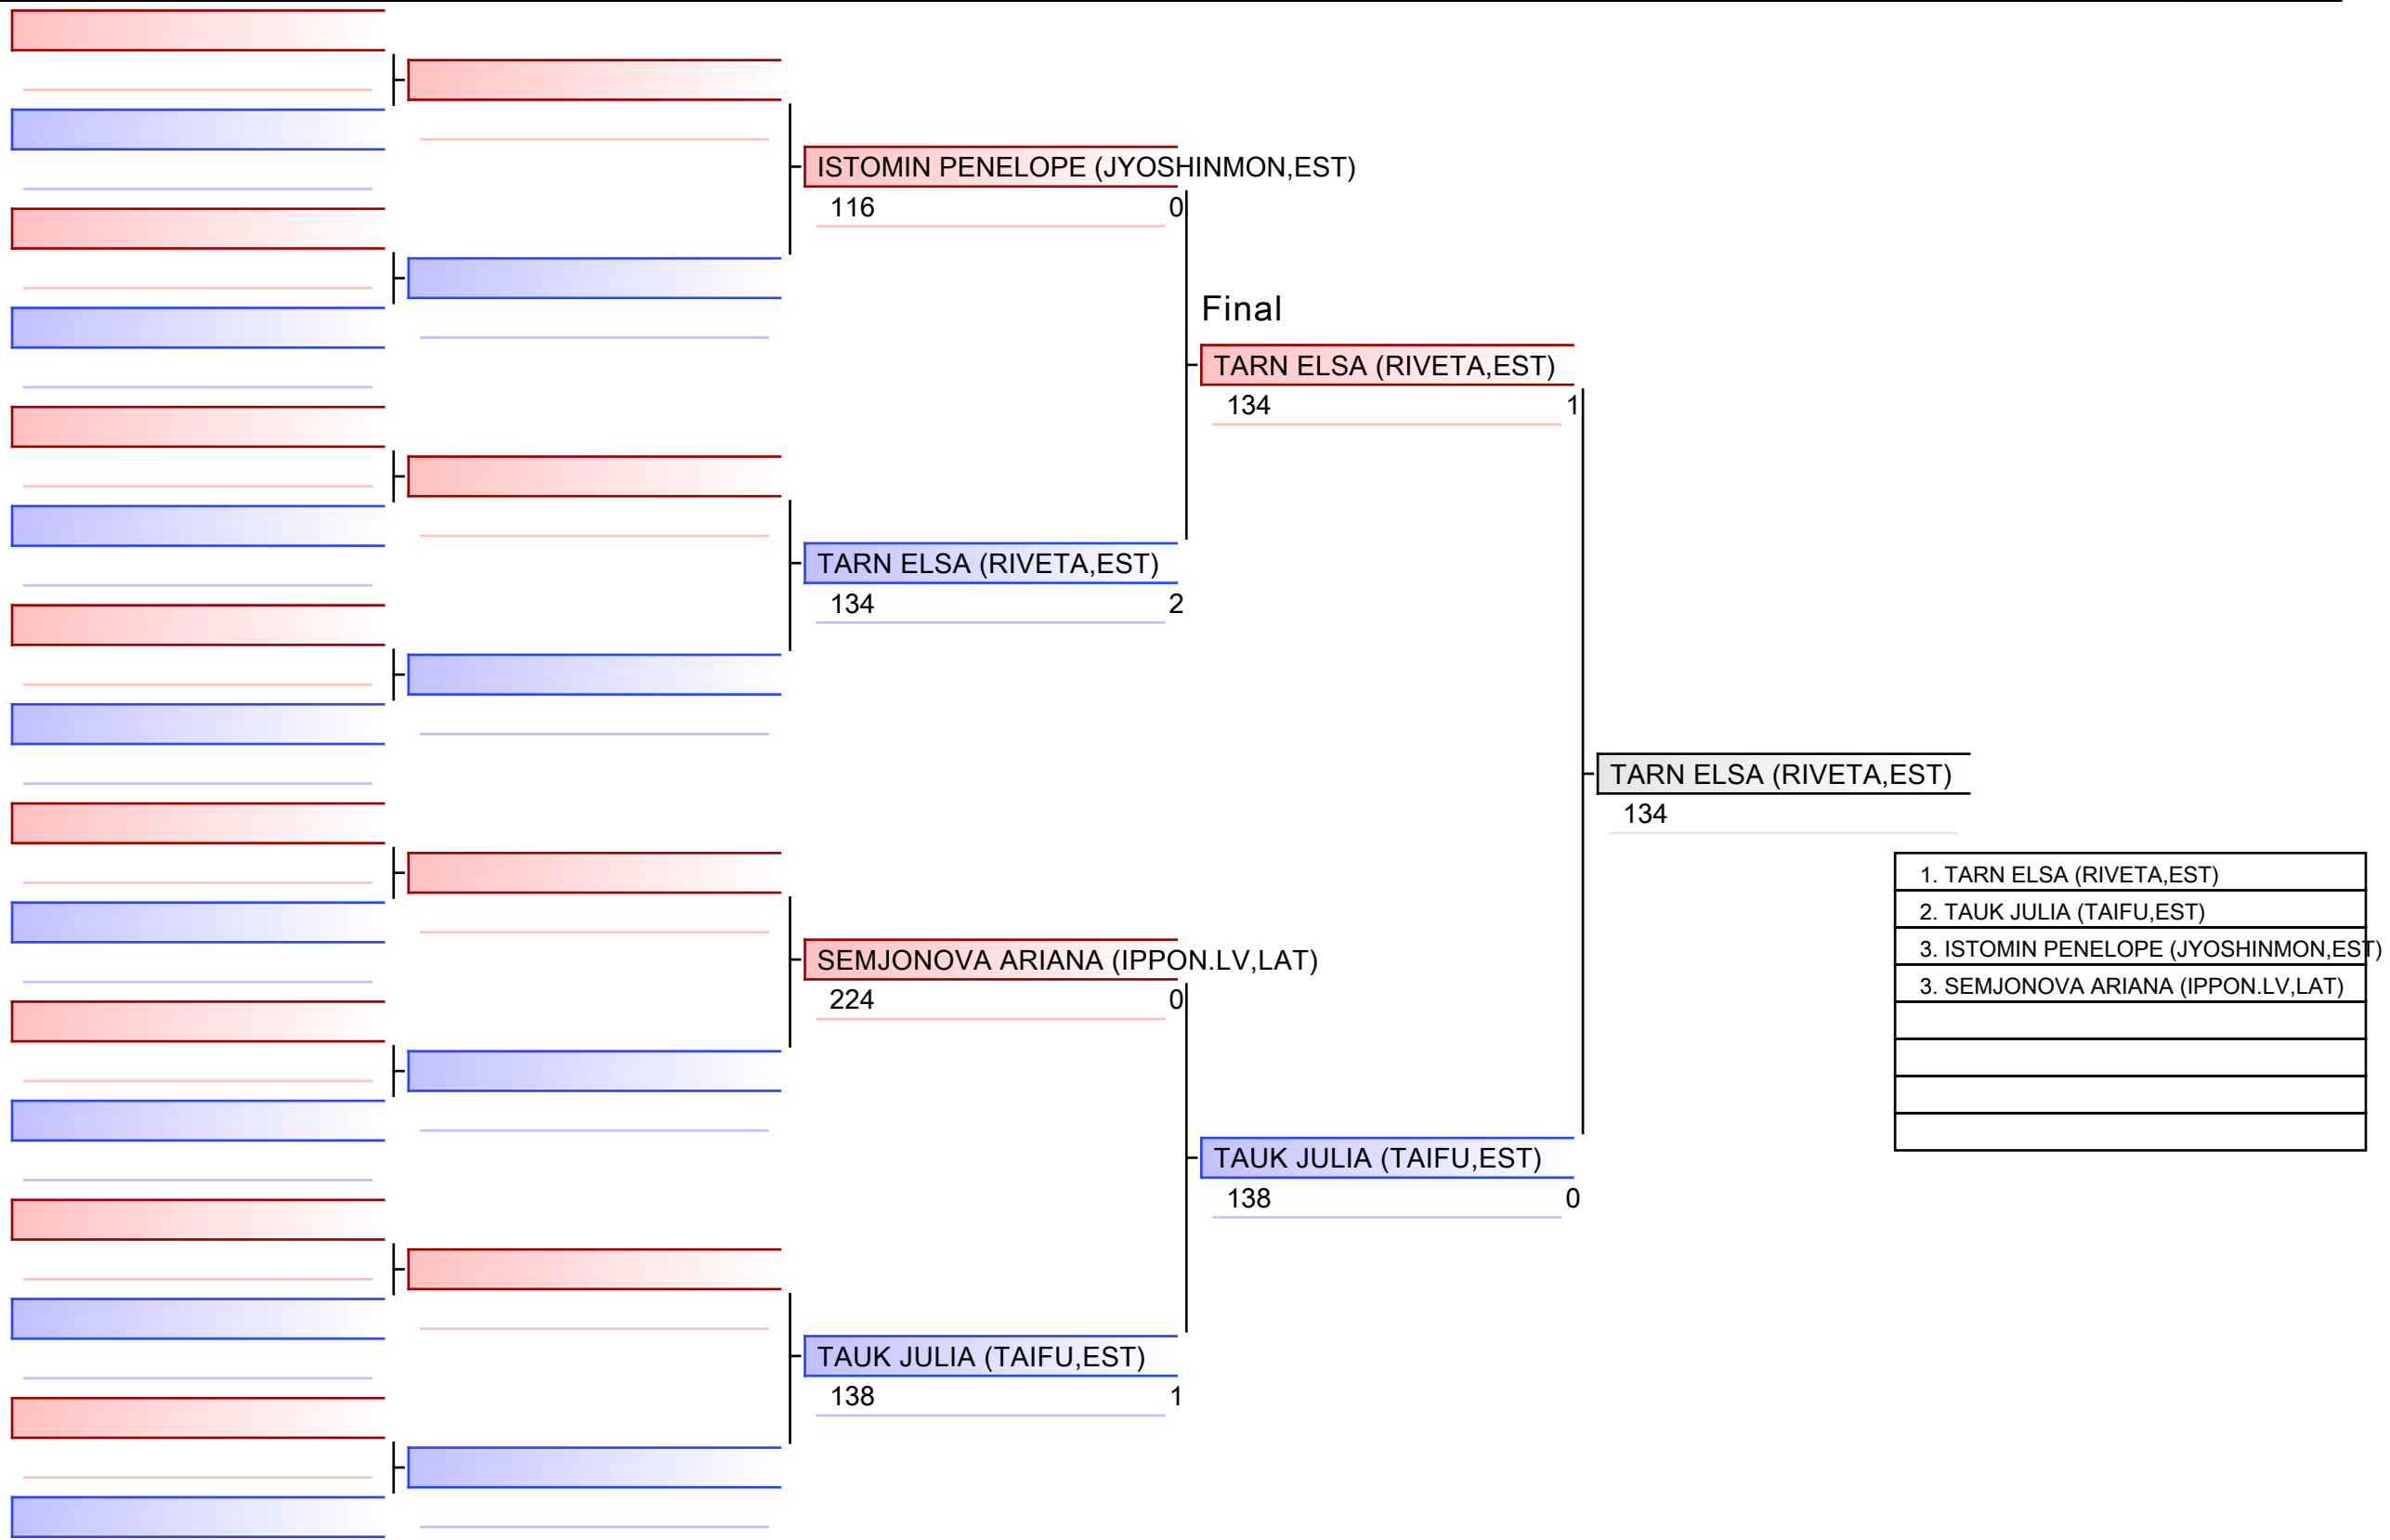 ISTOMIN PENELOPE (JYOSHINMON,EST)
116 0
Final
TARN ELSA (RIVETA,EST)
134 1
TARN ELSA (RIVETA,EST)
134 2
TARN ELSA (RIVETA,EST)
134
1. TARN ELSA (RIVETA,EST)
2. TAUK JULIA (TAIFU,EST)
3. ISTOMIN PENELOPE (JYOSHINMON,EST)
3. SEMJONOVA ARIANA (IPPON.LV,LAT)
SEMJONOVA ARIANA (IPPON.LV,LAT)
224 0
TAUK JULIA (TAIFU,EST)
138 0
TAUK JULIA (TAIFU,EST)
138 1